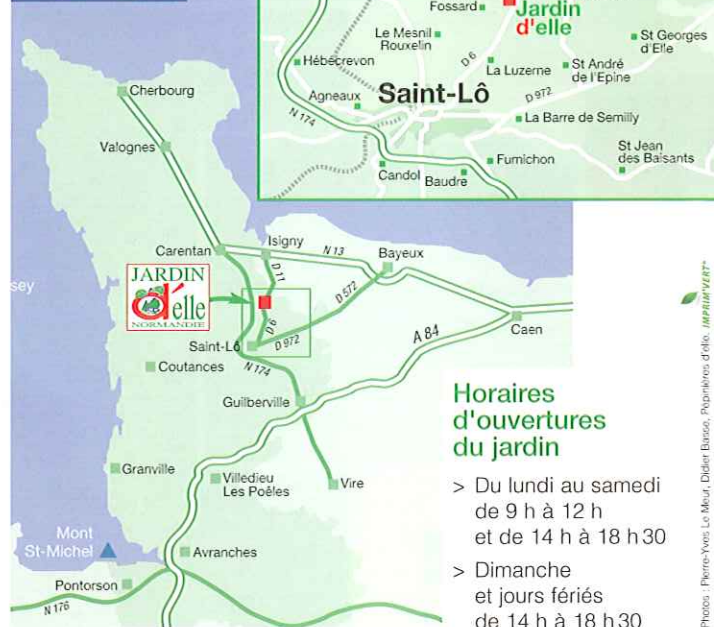 Fossard
Jardin
d'elle
Le Mesnil
Rouxelin
St Georges
d'Elle
Hébécrevon
D 6
La Luzerne
St André
de l'Epine
Agneaux
Saint-Lô
D 972
N 174
La Barre de Semilly
Fumichon
St Jean
des Baisants
Candol
Baudre
Cherbourg
Valognes
Carentan
Isigny
N 13
Bayeux
sey
JARDIN
d'elle
NORMANDIE
D 11
D 572
D 6
Saint-Lô
D 972
A 84
Caen
Coutances
N 174
Guilberville
Granville
Villedieu
Les Poêles
Vire
Mont
St-Michel
Avranches
Pontorson
N 176
Horaires
d'ouvertures
du jardin
> Du lundi au samedi
de 9 h à 12 h
et de 14 h à 18 h 30
> Dimanche
et jours fériés
de 14 h à 18 h 30
Photos : Pierre-Yves Le Meur, Didier Basse, Pépinières d'elle. IMPRIM'VERT®